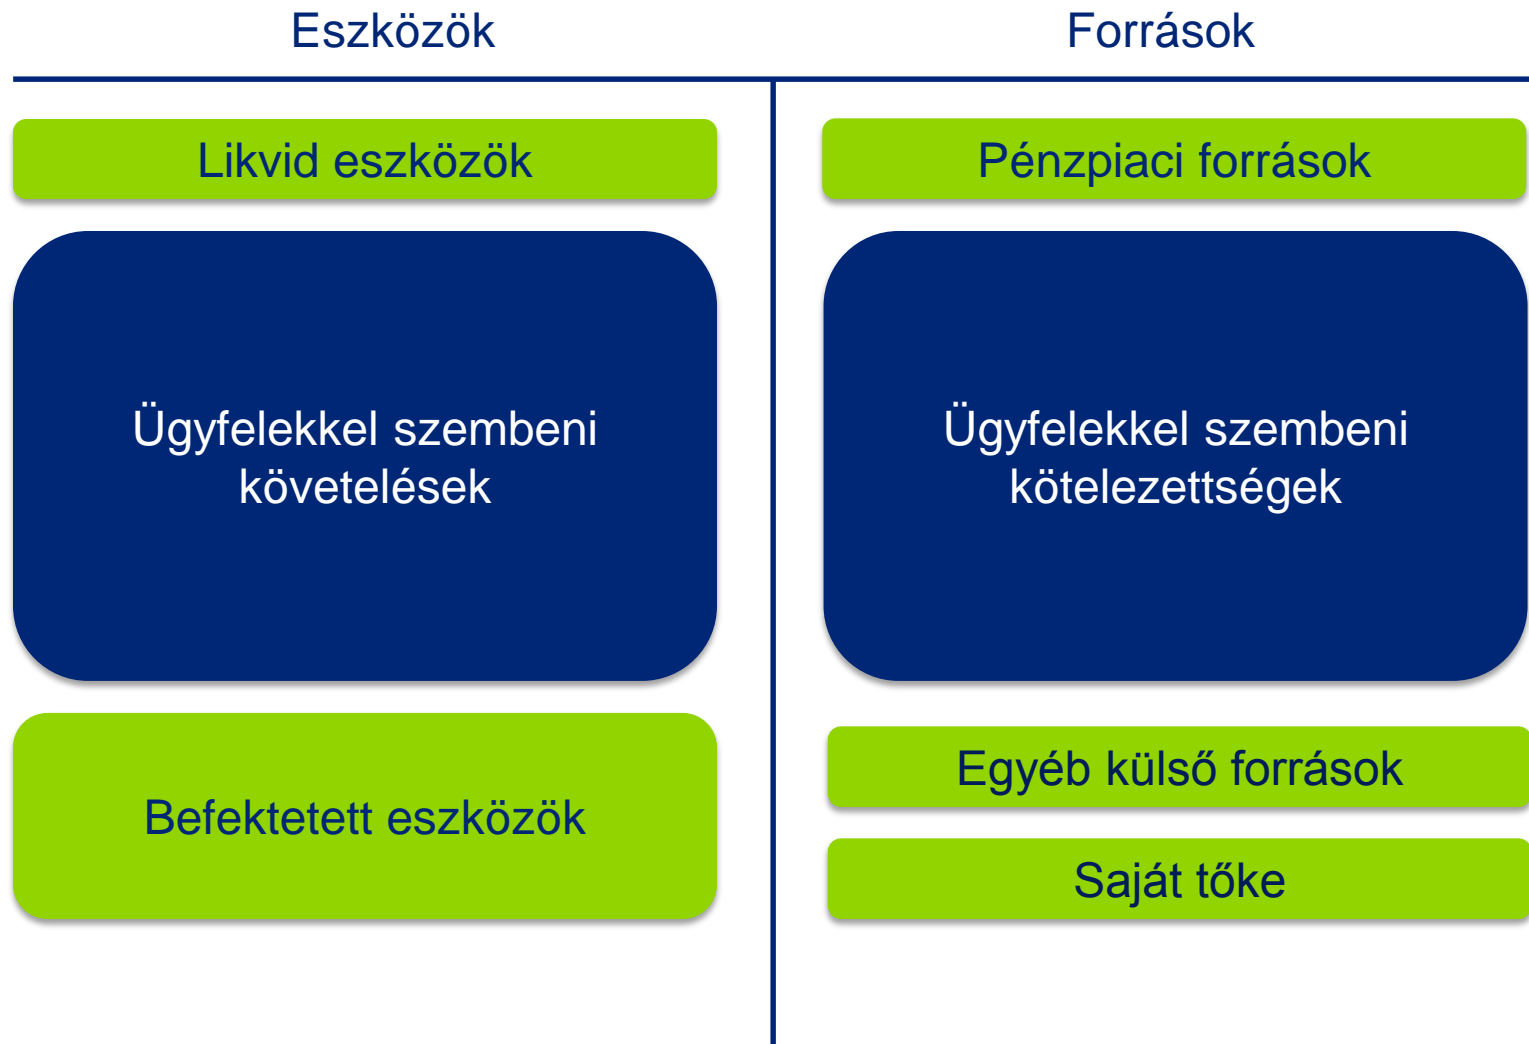 Eszközök
Források
Likvid eszközök
Pénzpiaci források
Ügyfelekkel szembeni
követelések
Ügyfelekkel szembeni
kötelezettségek
Befektetett eszközök
Egyéb külső források
Saját tőke